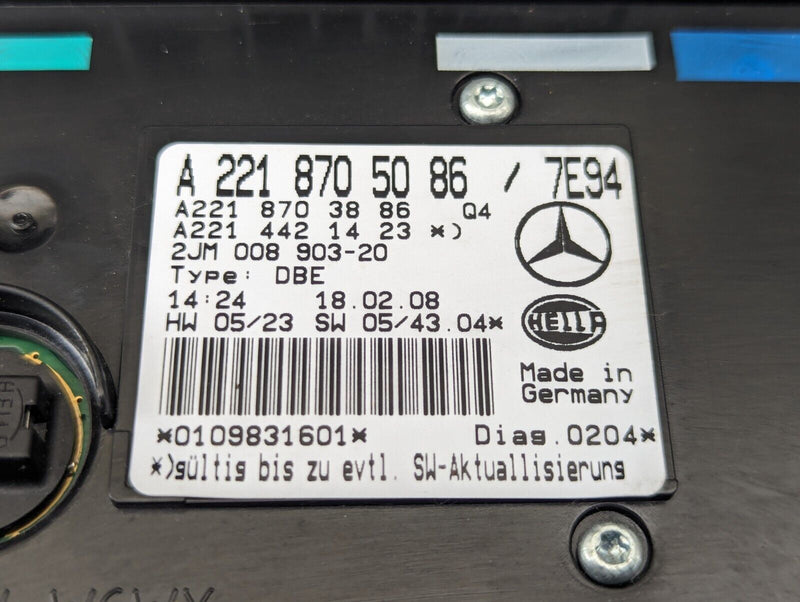 A 221 870 50 86 / 7E94
A221 870 38 86 Q4
A221 442 14 23 *)
2JM 008 903-20
Type: DBE
14:24 18.02.08
HW 05/23 SW 05/43.04*
HELLA
Made in
Germany
*0109831601* Diag.0204*
*)gültig bis zu evtl. SW-Aktuallisierung